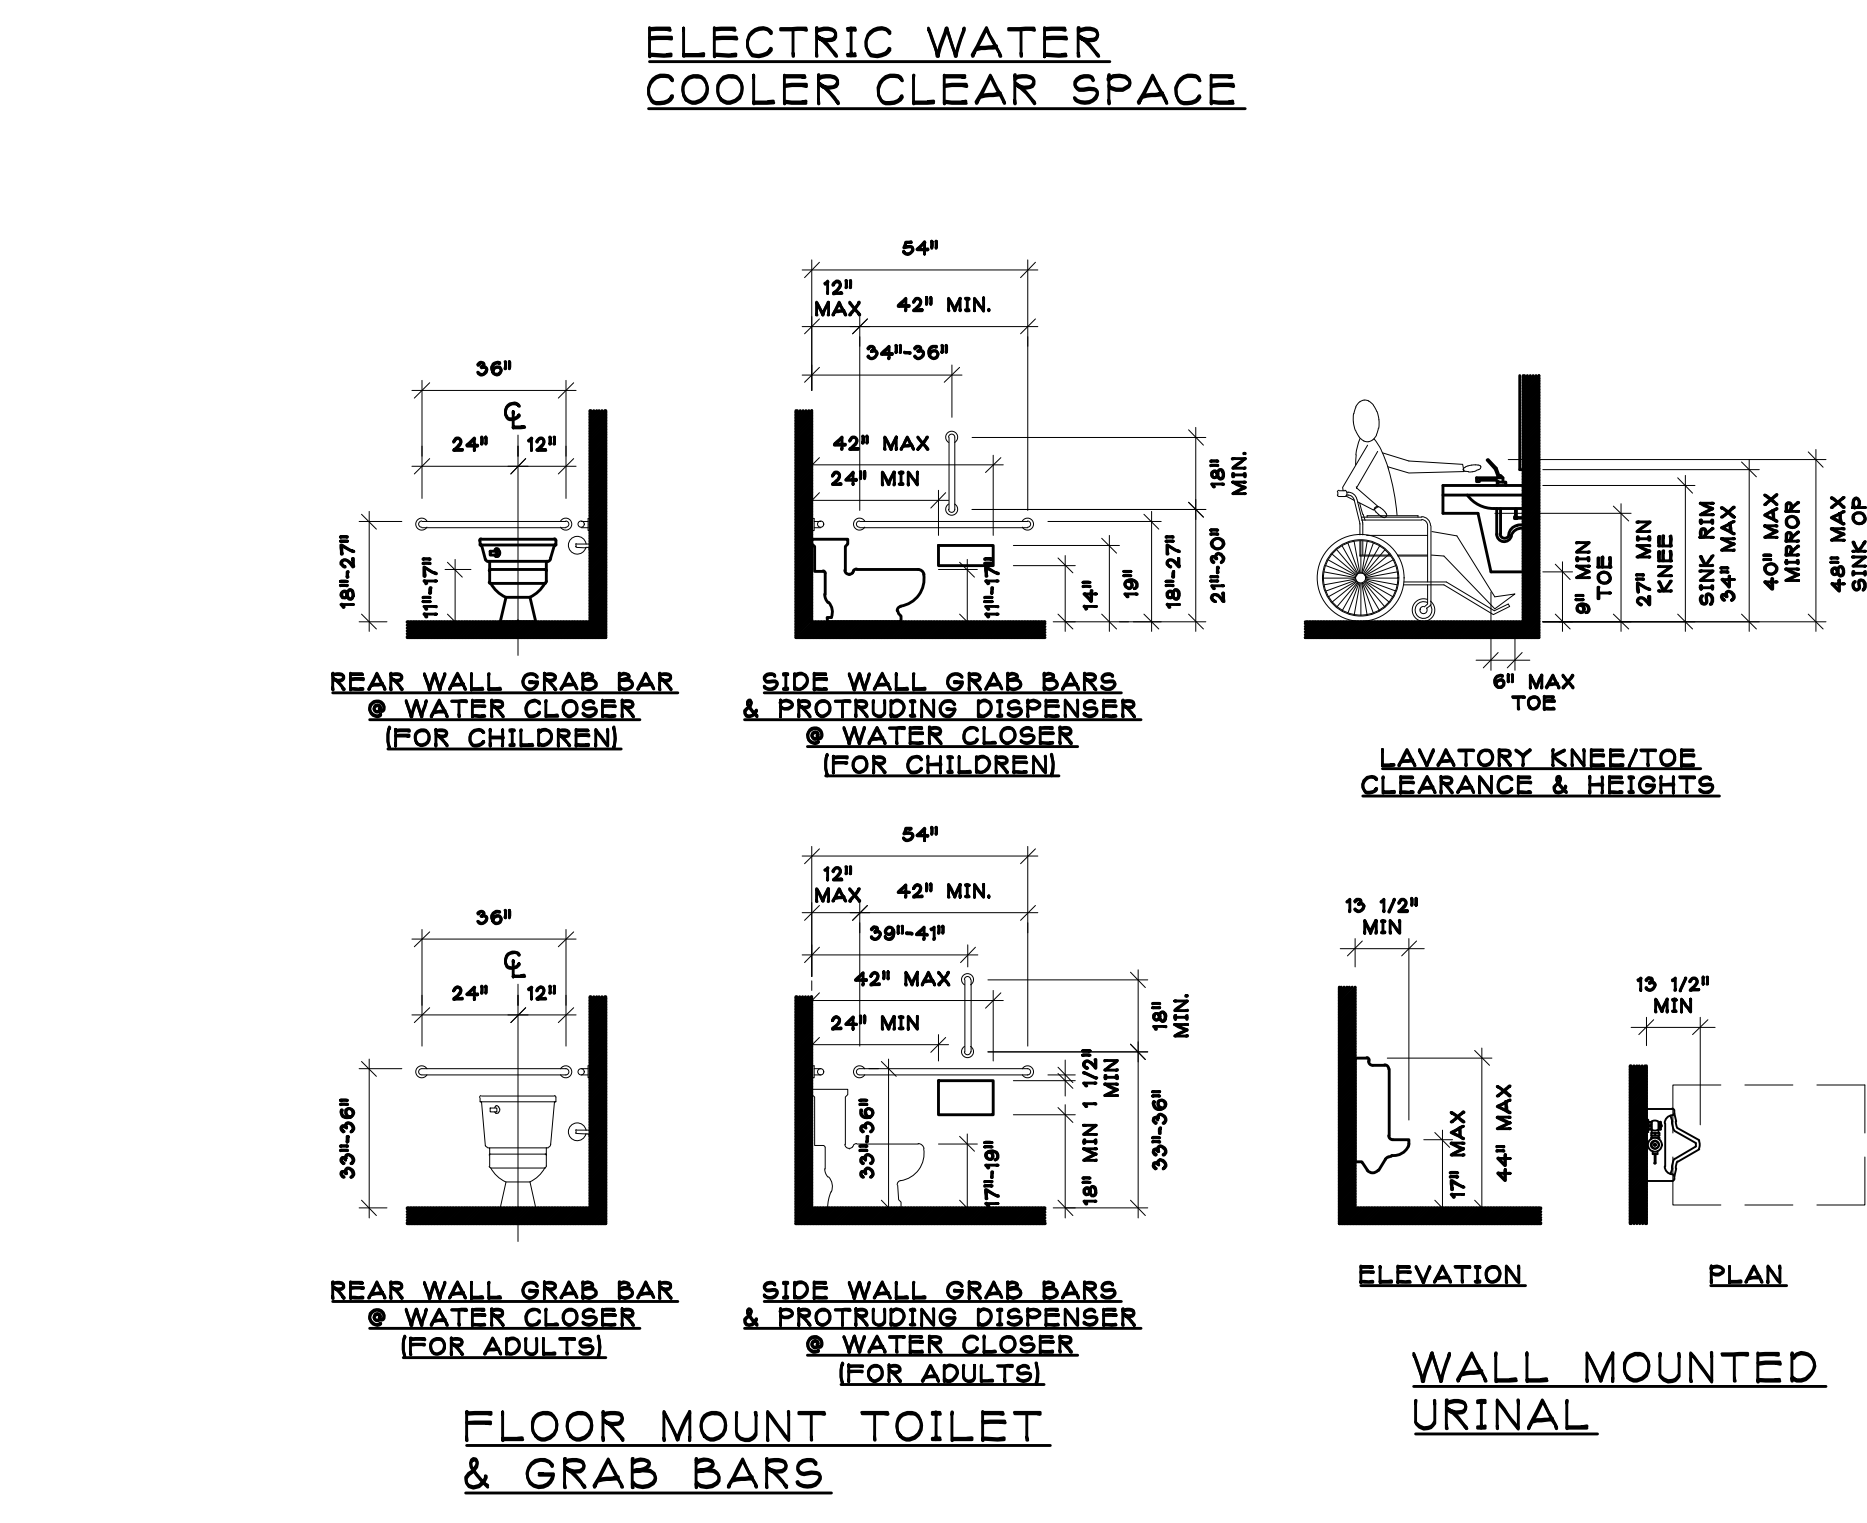 ELECTRIC WATER
COOLER CLEAR SPACE
36"
℄
24"
12"
18"-27"
11"-17"
REAR WALL GRAB BAR
@ WATER CLOSER
(FOR CHILDREN)
54"
12"
MAX
42" MIN.
34"-36"
42" MAX
24" MIN
18"
MIN.
11"-17"
14"
19"
18"-27"
21"-30"
SIDE WALL GRAB BARS
& PROTRUDING DISPENSER
@ WATER CLOSER
(FOR CHILDREN)
9" MIN
TOE
27" MIN
KNEE
SINK RIM
34" MAX
40" MAX
MIRROR
48" MAX
SINK OP
6" MAX
TOE
LAVATORY KNEE/TOE
CLEARANCE & HEIGHTS
36"
℄
24"
12"
33"-36"
REAR WALL GRAB BAR
@ WATER CLOSER
(FOR ADULTS)
54"
12"
MAX
42" MIN.
39"-41"
42" MAX
24" MIN
18"
MIN.
33"-36"
17"-19"
18" MIN
1 1/2"
MIN
33"-36"
SIDE WALL GRAB BARS
& PROTRUDING DISPENSER
@ WATER CLOSER
(FOR ADULTS)
FLOOR MOUNT TOILET
& GRAB BARS
13 1/2"
MIN
17" MAX
44" MAX
ELEVATION
13 1/2"
MIN
PLAN
WALL MOUNTED
URINAL